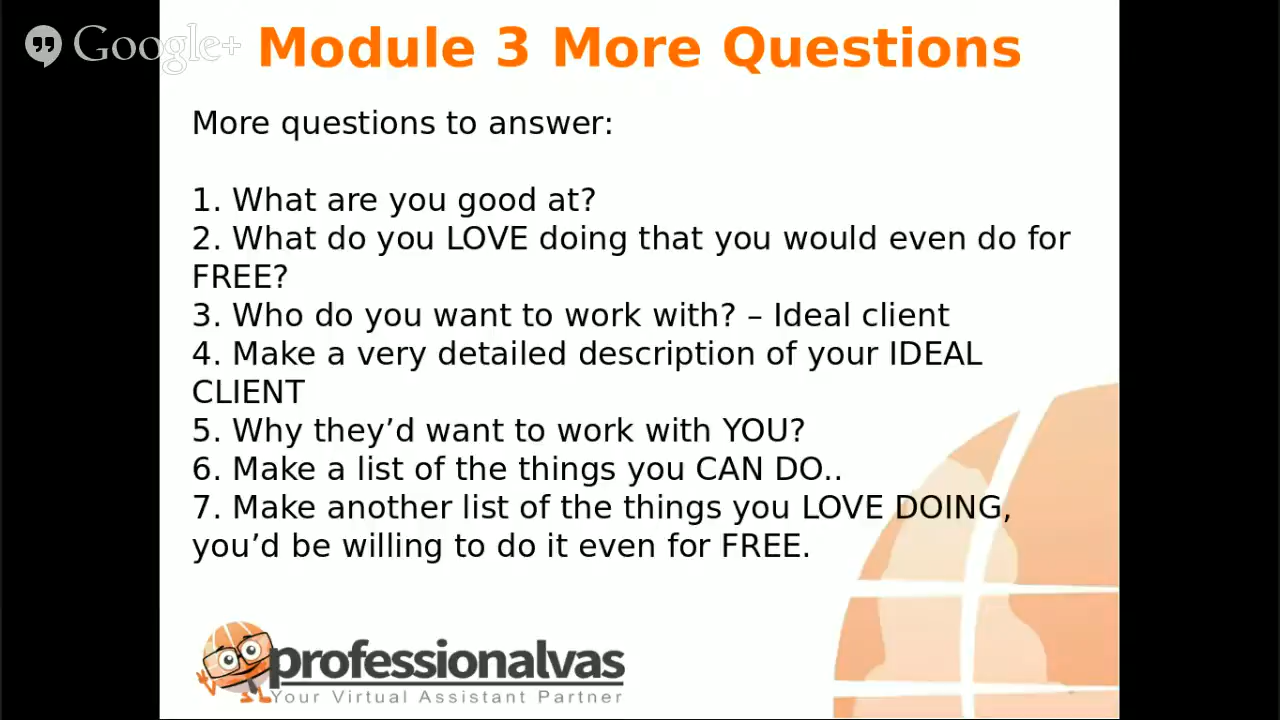 Google+
Module 3 More Questions
More questions to answer:
1. What are you good at?
2. What do you LOVE doing that you would even do for
FREE?
3. Who do you want to work with? – Ideal client
4. Make a very detailed description of your IDEAL
CLIENT
5. Why they’d want to work with YOU?
6. Make a list of the things you CAN DO..
7. Make another list of the things you LOVE DOING,
you’d be willing to do it even for FREE.
professionalvas
Your Virtual Assistant Partner